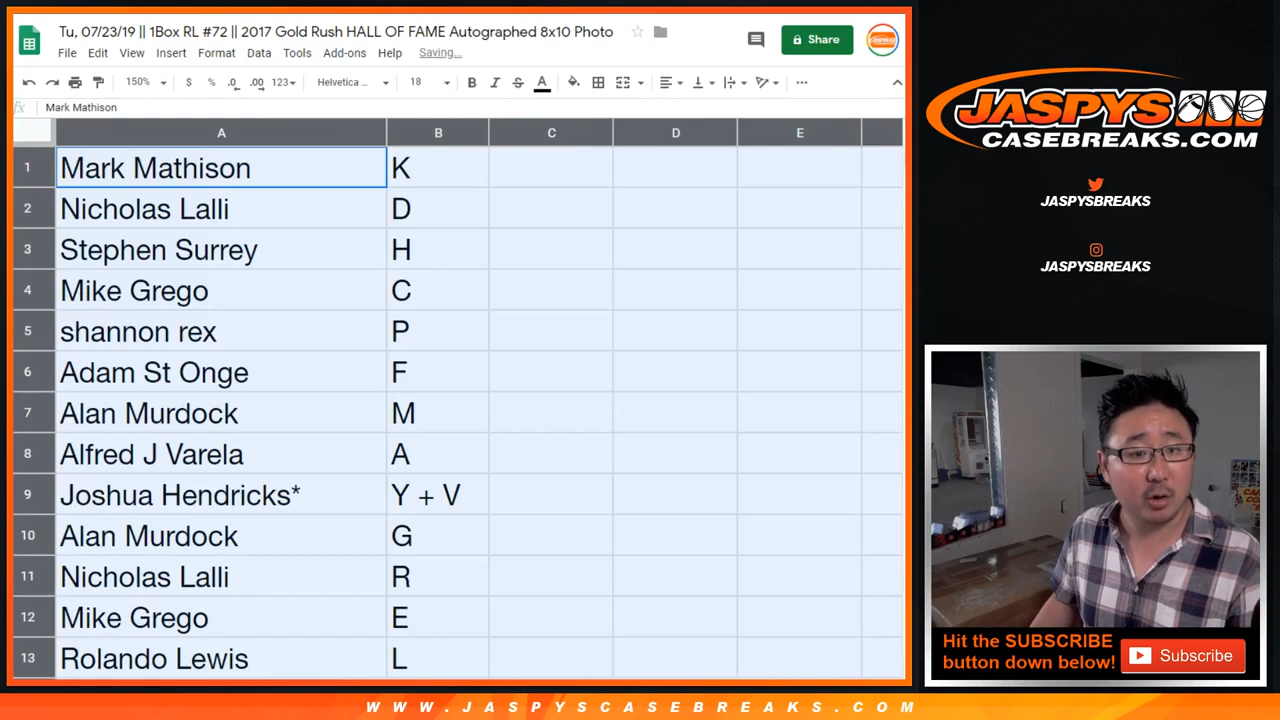 Tu, 07/23/19 || 1Box RL #72 || 2017 Gold Rush HALL OF FAME Autographed 8x10 Photo
File Edit View Insert Format Data Tools Add-ons Help Saving...
Share
150% $ % .0 .00 123 Helvetica ... 18 B I S A
fx Mark Mathison
A B C D E
1 Mark Mathison K
2 Nicholas Lalli D
3 Stephen Surrey H
4 Mike Grego C
5 shannon rex P
6 Adam St Onge F
7 Alan Murdock M
8 Alfred J Varela A
9 Joshua Hendricks* Y + V
10 Alan Murdock G
11 Nicholas Lalli R
12 Mike Grego E
13 Rolando Lewis L
JASPYS
CASEBREAKS.COM
JASPYSBREAKS
JASPYSBREAKS
Hit the SUBSCRIBE
button down below!
Subscribe
WWW.JASPYSCASEBREAKS.COM